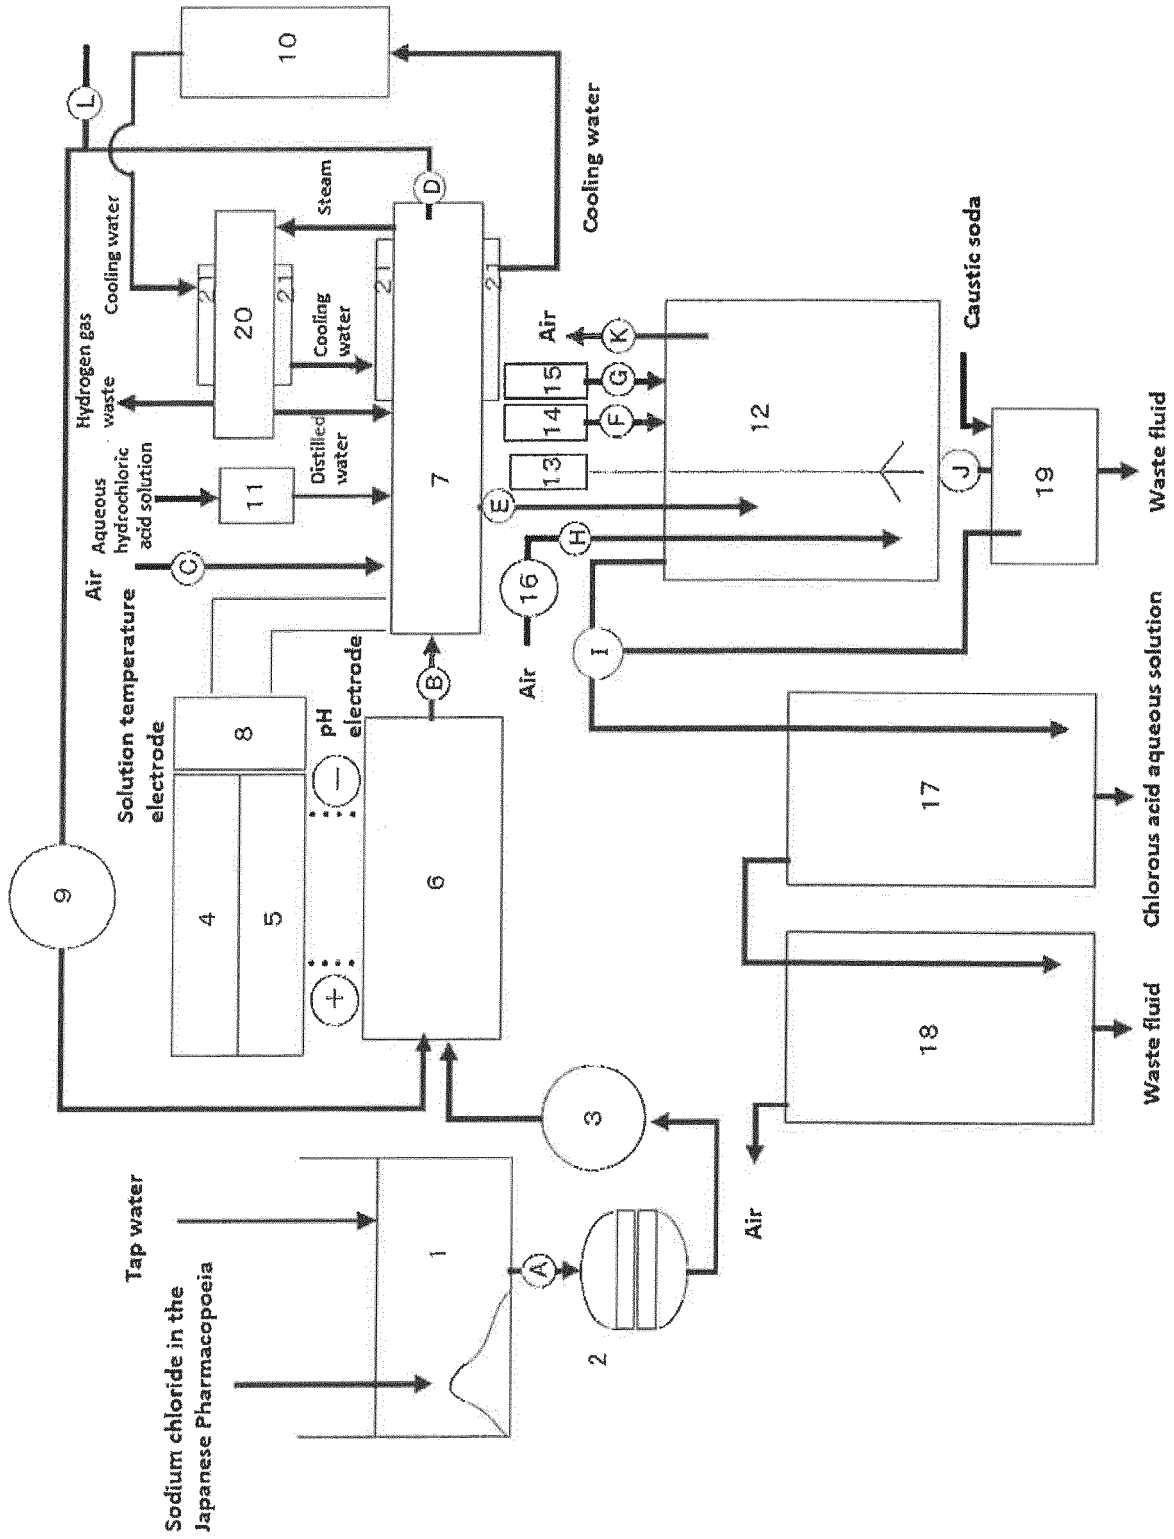 Sodium chloride in the
Japanese Pharmacopoeia
Tap water
1
A
2
3
9
4
5
+
−
6
Solution temperature
electrode
8
pH
electrode
B
Air
C
Aqueous
hydrochloric
acid solution
11
Hydrogen gas
waste
Distilled
water
Cooling water
21
20
21
Cooling
water
Steam
L
10
7
21
21
D
Cooling water
E
Air
16
H
13
14
F
15
G
Air
K
12
I
J
Caustic soda
19
Waste fluid
17
Chlorous acid aqueous solution
18
Air
Waste fluid